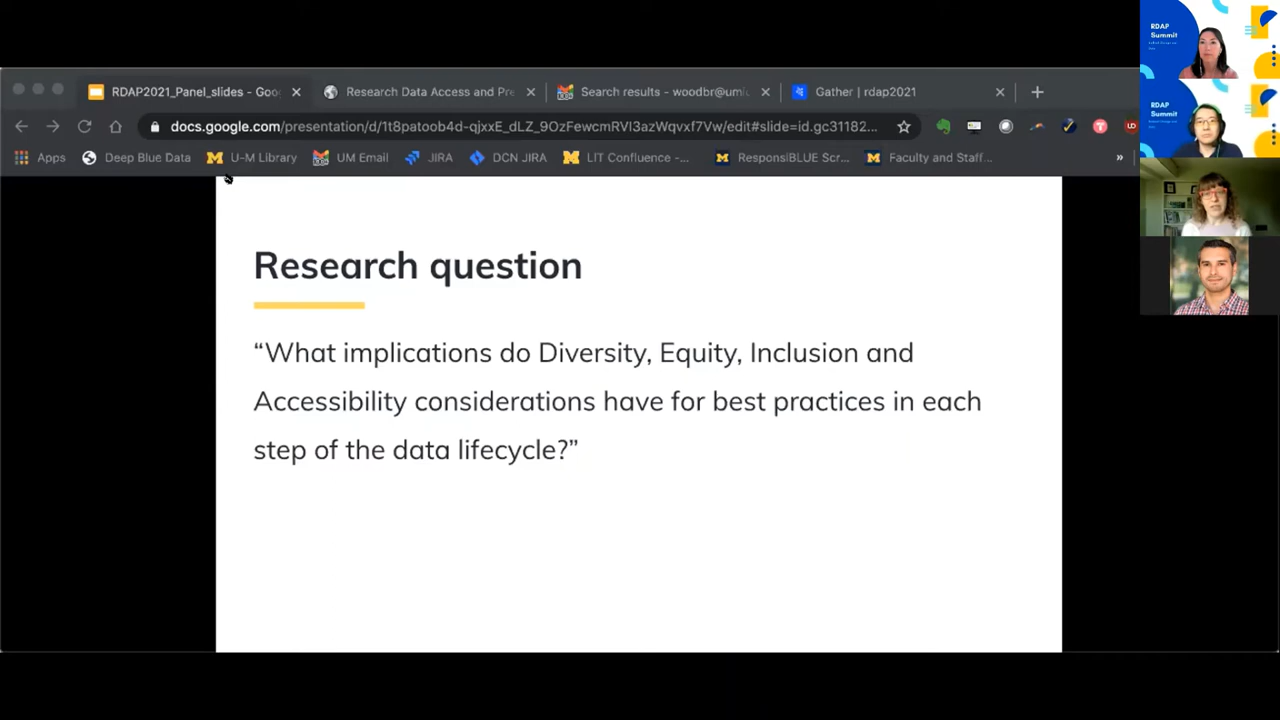 RDAP
Summit
RDAP2021_Panel_slides - Goo
Research Data Access and Pre
Search results - woodbr@umic
Gather | rdap2021
docs.google.com/presentation/d/1t8patoob4d-qjxxE_dLZ_9OzFewcmRVl3azWqvxf7Vw/edit#slide=id.gc31182...
Apps
Deep Blue Data
U-M Library
UM Email
JIRA
DCN JIRA
LIT Confluence -...
ResponsiBLUE Scr...
Faculty and Staff...
»
RDAP
Summit
Research question
“What implications do Diversity, Equity, Inclusion and
Accessibility considerations have for best practices in each
step of the data lifecycle?”